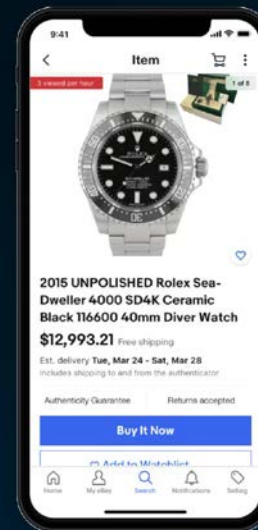 9:41
Item
3 viewed per hour
1 of 8
ROLEX
2015 UNPOLISHED Rolex Sea-
Dweller 4000 SD4K Ceramic
Black 116600 40mm Diver Watch
$12,993.21 Free shipping
Est. delivery Tue, Mar 24 - Sat, Mar 28
Includes shipping to and from the authenticator
Authenticity Guarantee Returns accepted
Buy It Now
Add to Watchlist
Home My eBay Search Notifications Selling